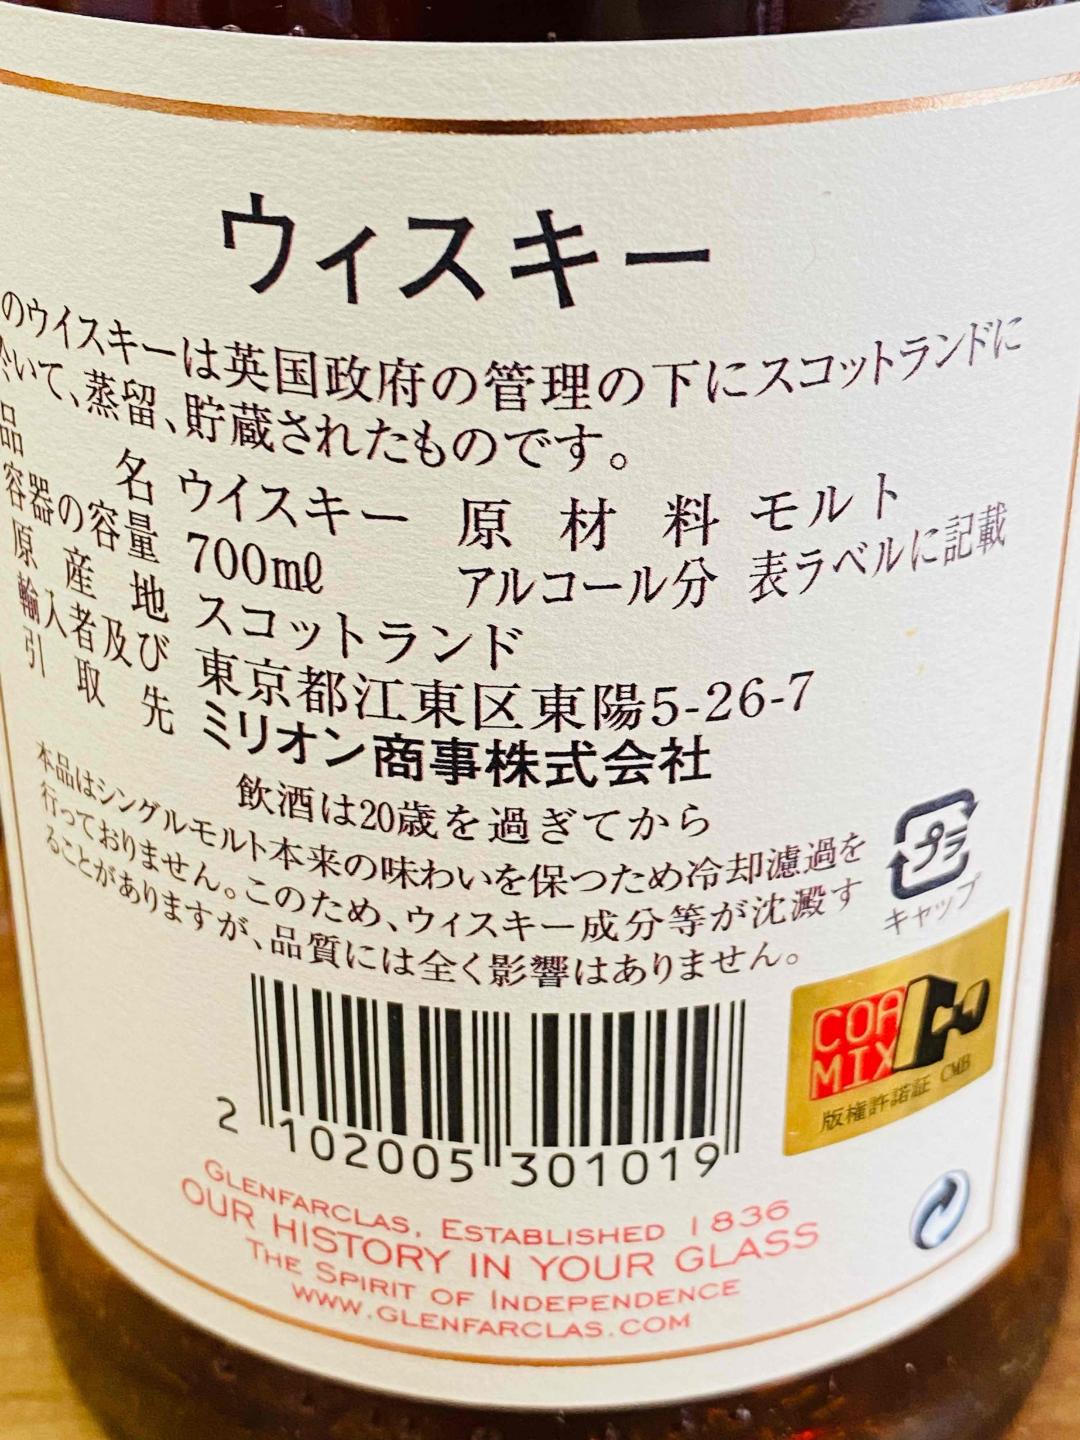 ウィスキー
のウイスキーは英国政府の管理の下にスコットランドに
於いて、蒸留、貯蔵されたものです。
品名 ウイスキー 原材料 モルト
容器の容量 700mℓ アルコール分 表ラベルに記載
原産地 スコットランド
輸入者及び 東京都江東区東陽5-26-7
引取先 ミリオン商事株式会社
飲酒は20歳を過ぎてから
本品はシングルモルト本来の味わいを保つため冷却濾過を
行っておりません。このため、ウィスキー成分等が沈澱す
ることがありますが、品質には全く影響はありません。
プラ
キャップ
COA
MIX
版権許諾証 CMB
2 102005 301019
GLENFARCLAS, ESTABLISHED 1836
OUR HISTORY IN YOUR GLASS
THE SPIRIT OF INDEPENDENCE
WWW.GLENFARCLAS.COM